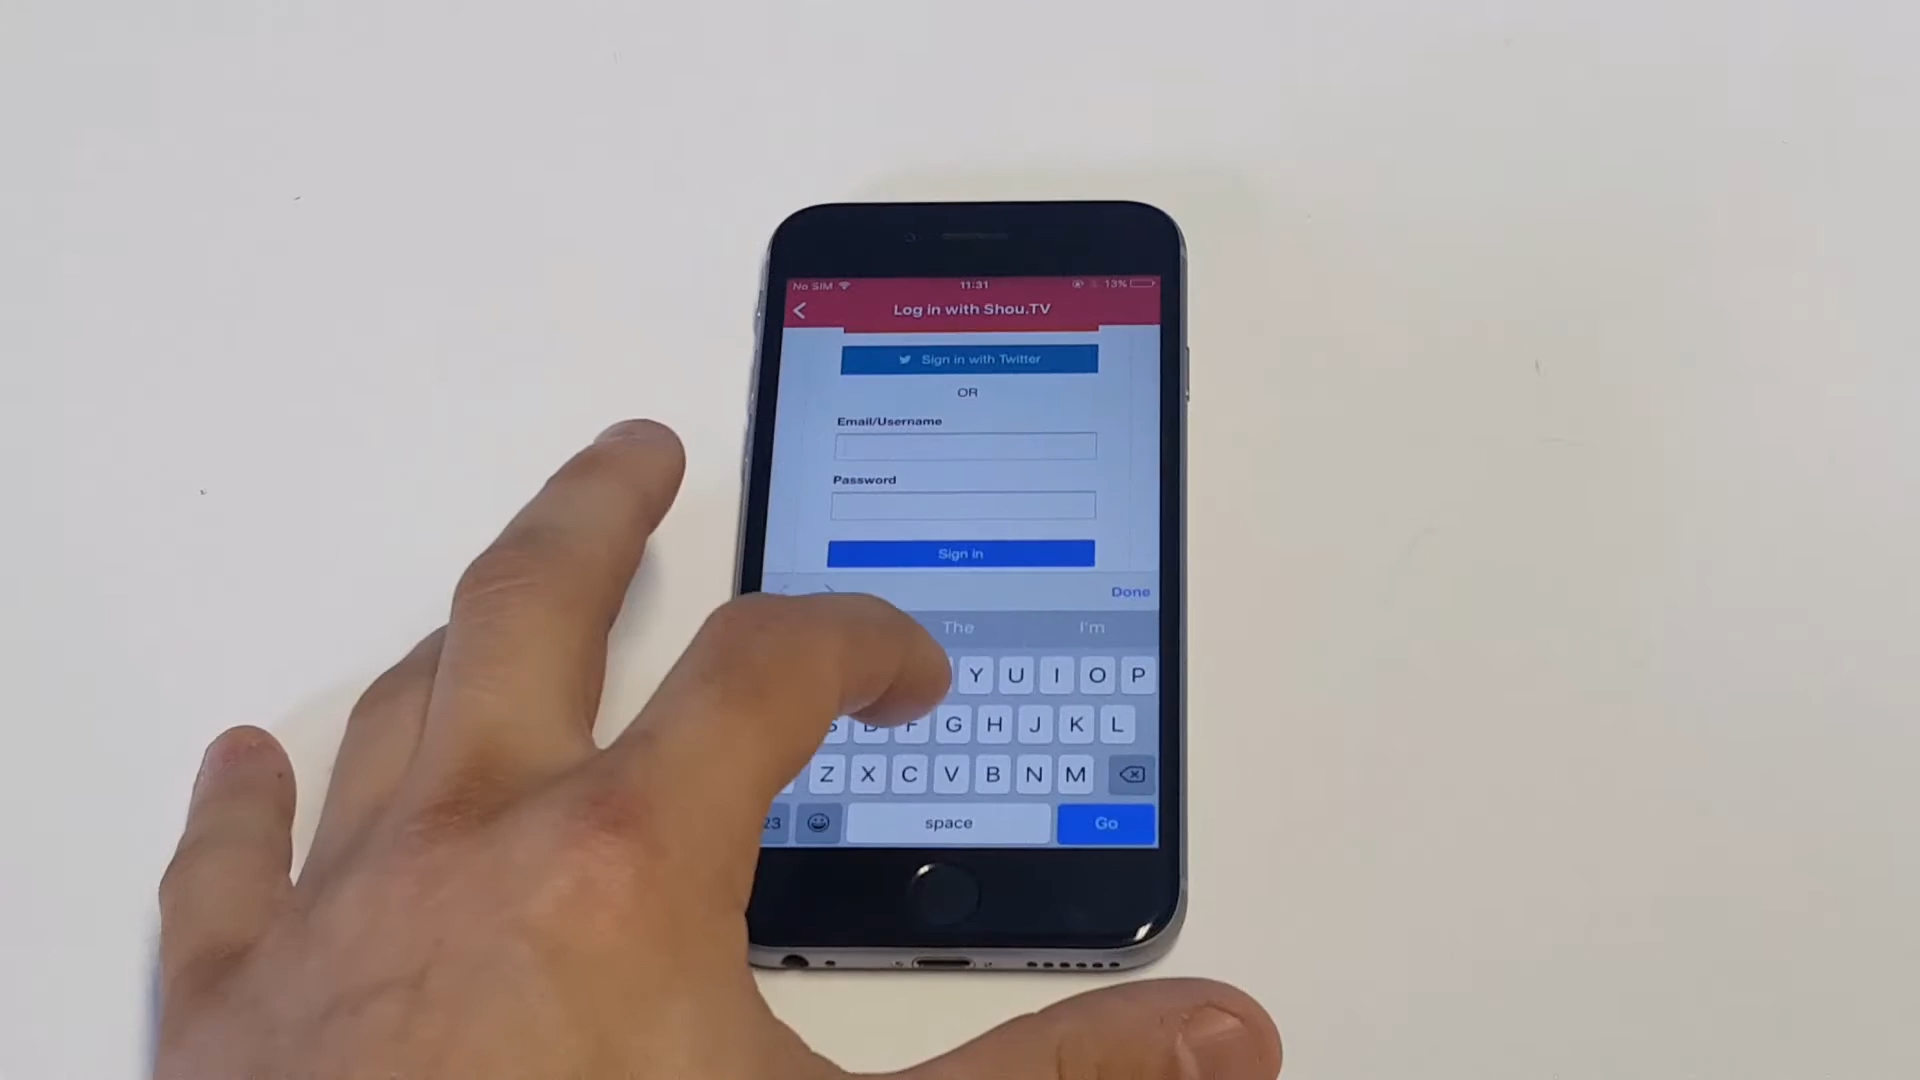 No SIM 11:31 13%
Log in with Shou.TV
Sign in with Twitter
OR
Email/Username
Password
Sign in
Done
The I'm
Y U I O P
F G H J K L
Z X C V B N M
23 space Go